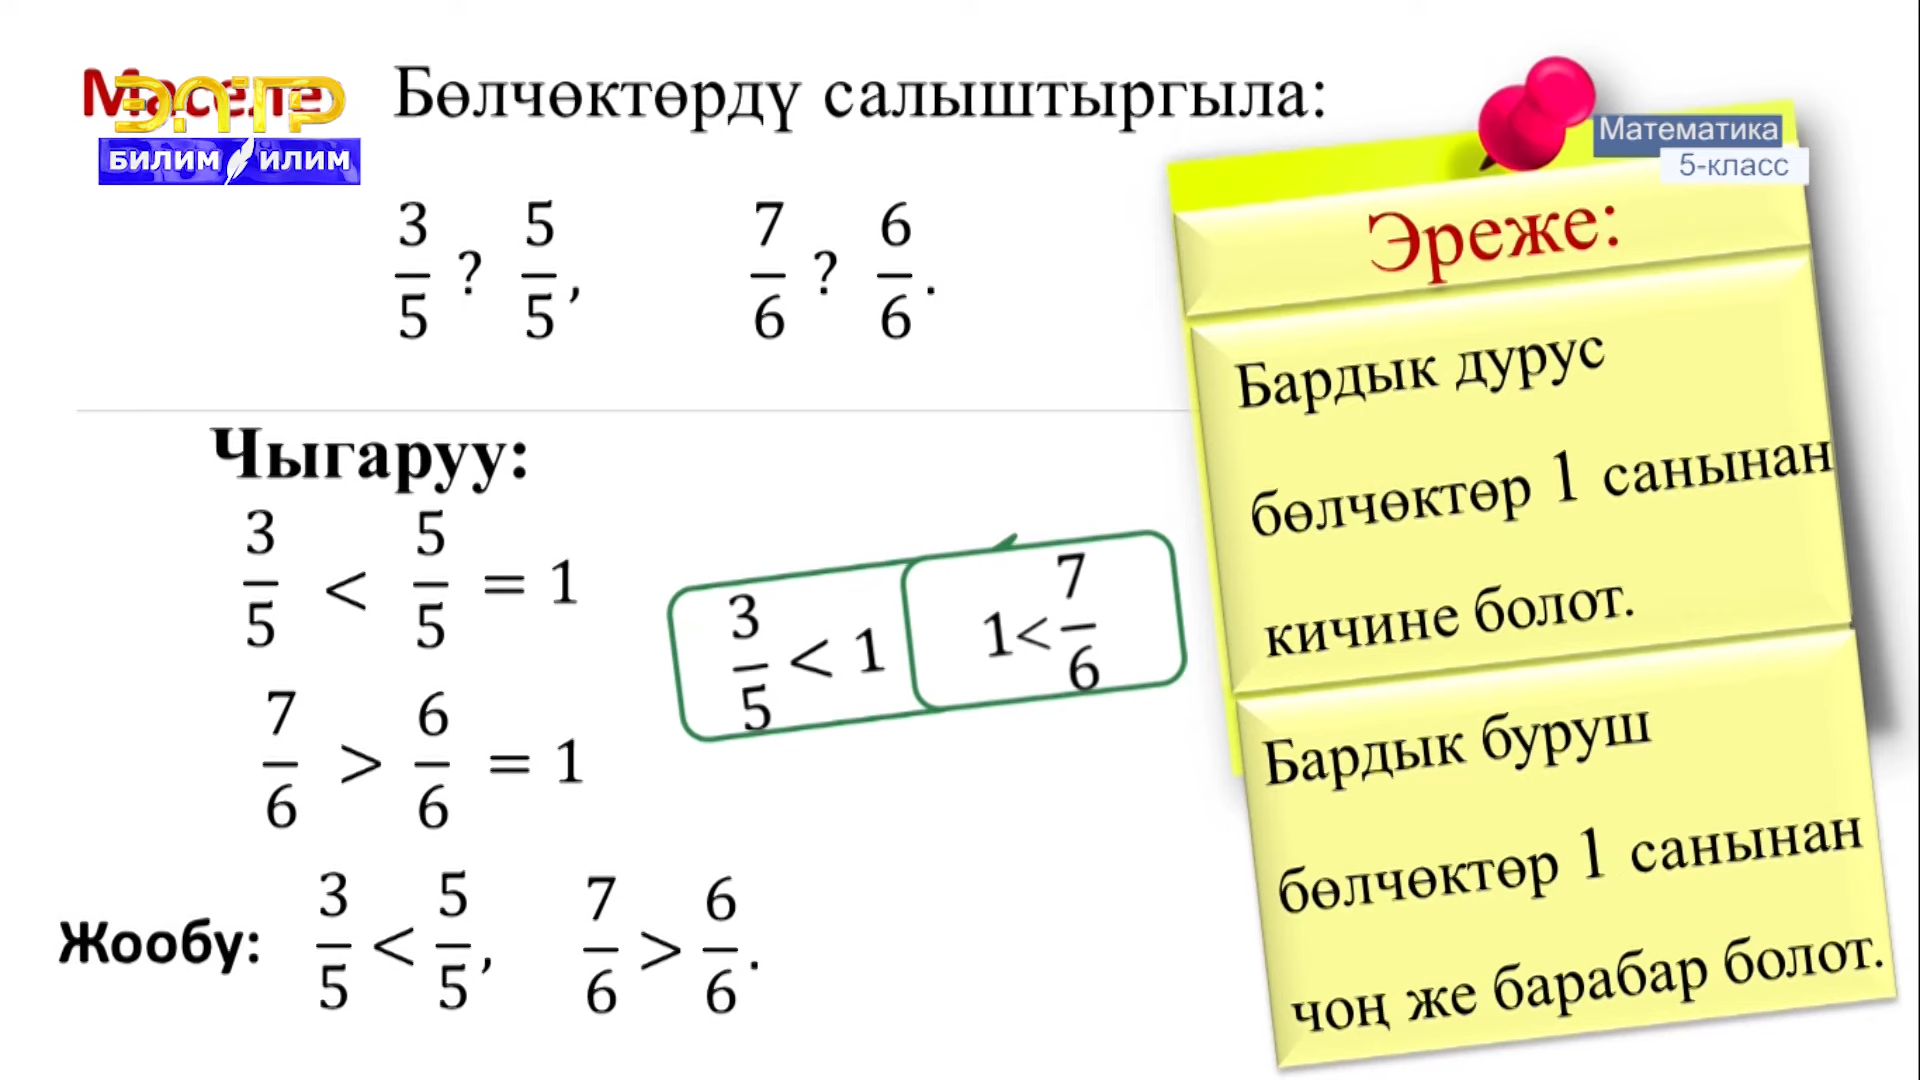 Маселе
ЭЛТР
БИЛИМ ИЛИМ
Бөлчөктөрдү салыштыргыла:
3/5 ? 5/5, 7/6 ? 6/6.
Математика
5-класс
Чыгаруу:
3/5 < 5/5 = 1
7/6 > 6/6 = 1
3/5 < 1
1< 7/6
Жообу: 3/5 < 5/5, 7/6 > 6/6.
Эреже:
Бардык дурус
бөлчөктөр 1 санынан
кичине болот.
Бардык буруш
бөлчөктөр 1 санынан
чоң же барабар болот.